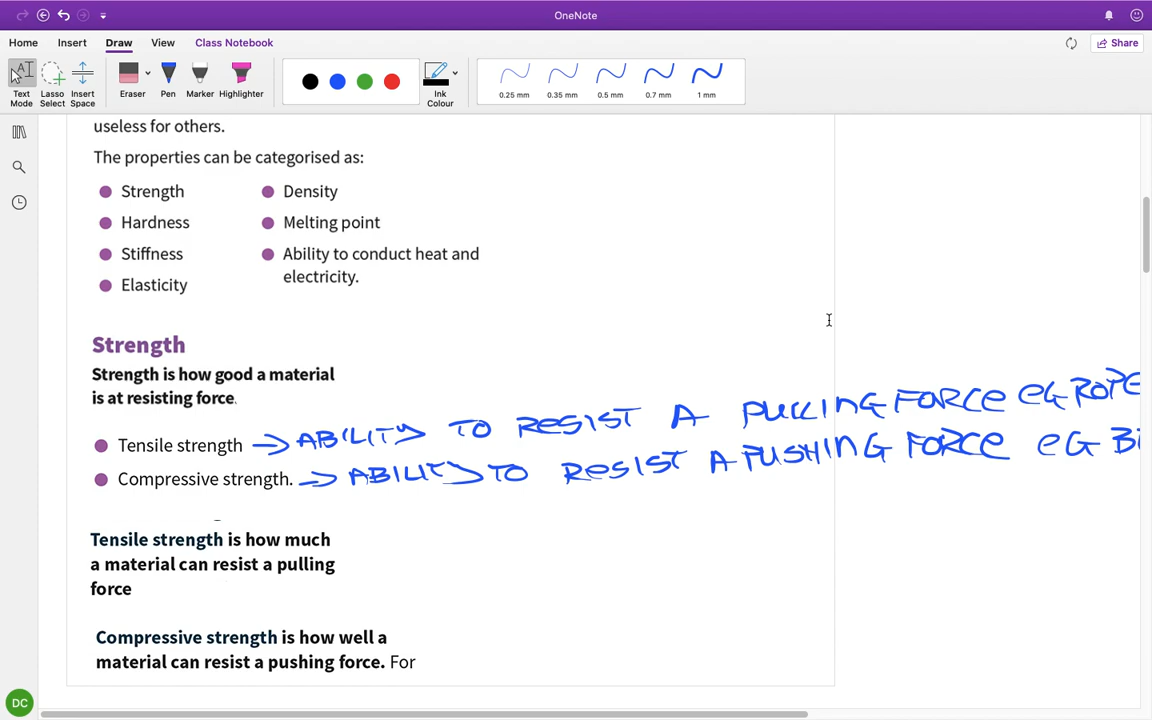 OneNote
Home Insert Draw View Class Notebook
Share
Text Mode
Lasso Select
Insert Space
Eraser
Pen
Marker
Highlighter
Ink Colour
0.25 mm 0.35 mm 0.5 mm 0.7 mm 1 mm
useless for others.
The properties can be categorised as:
Strength
Hardness
Stiffness
Elasticity
Density
Melting point
Ability to conduct heat and
electricity.
Strength
Strength is how good a material
is at resisting force.
Tensile strength → ABILITY TO RESIST A PULLING FORCE EG ROPE
Compressive strength. → ABILITY TO RESIST A PUSHING FORCE EG
Tensile strength is how much
a material can resist a pulling
force
Compressive strength is how well a
material can resist a pushing force. For
DC